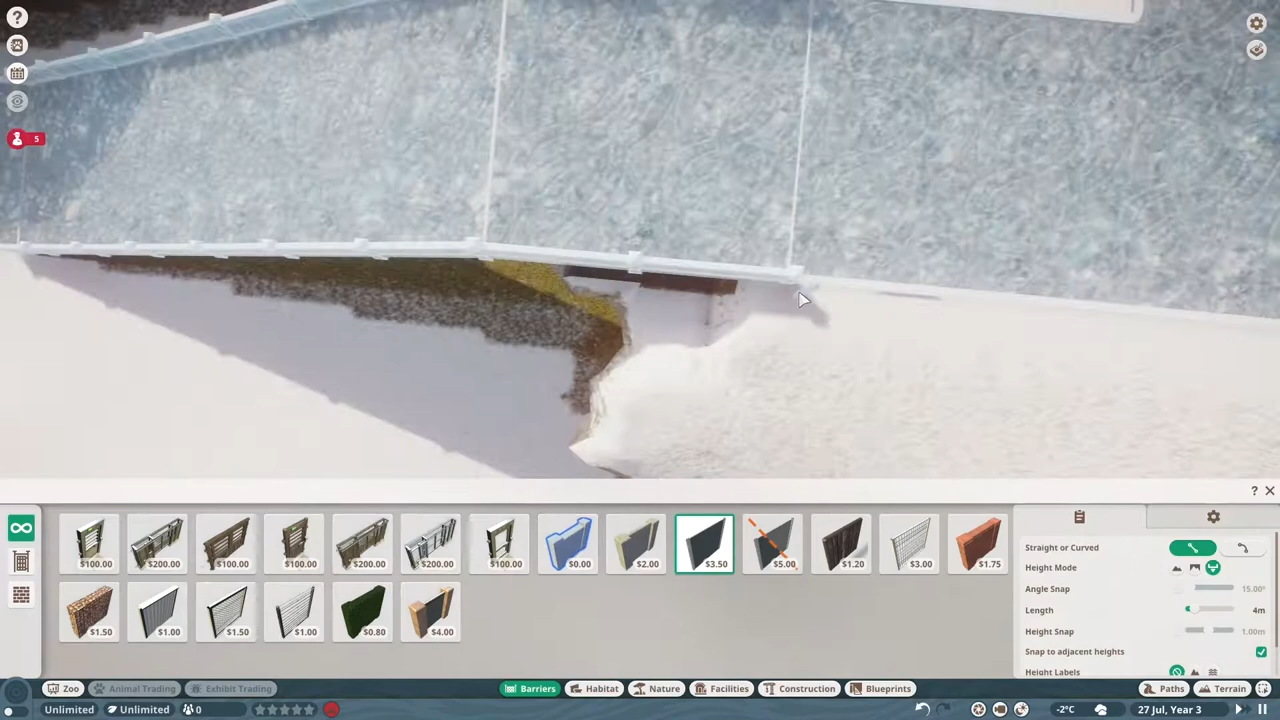 ?
5
? ×
$100.00 $200.00 $100.00 $100.00 $200.00 $200.00 $100.00 $0.00 $2.00 $3.50 $5.00 $1.20 $3.00 $1.75
$1.50 $1.00 $1.50 $1.00 $0.80 $4.00
Straight or Curved
Height Mode
Angle Snap 15.00°
Length 4m
Height Snap 1.00m
Snap to adjacent heights
Height Labels
Zoo Animal Trading Exhibit Trading Barriers Habitat Nature Facilities Construction Blueprints Paths Terrain
Unlimited Unlimited 0 -2°C 27 Jul, Year 3